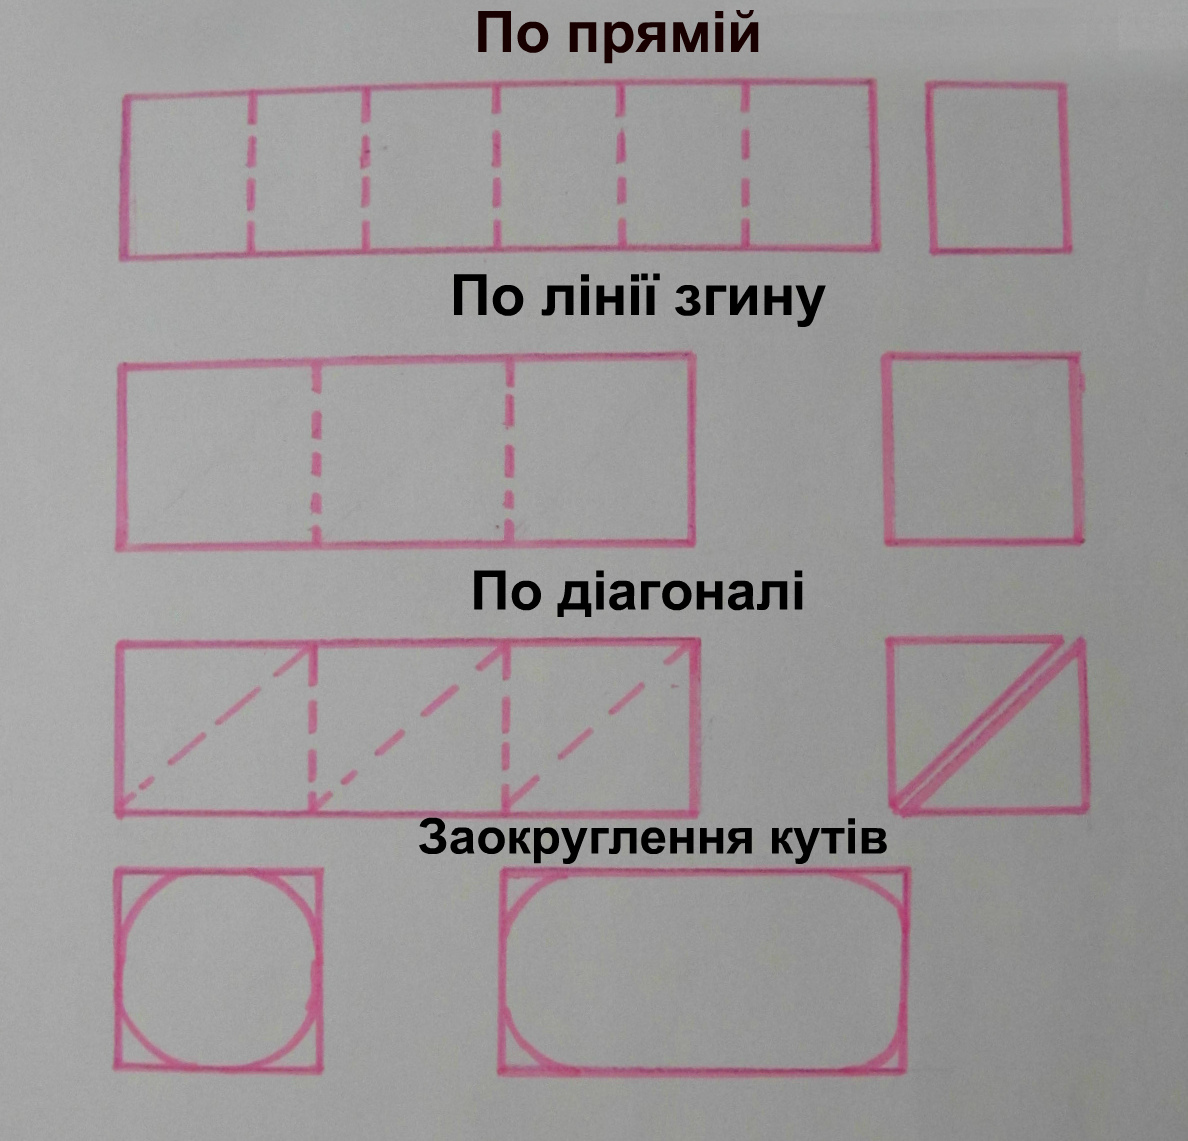 По прямій
По лінії згину
По діагоналі
Заокруглення кутів